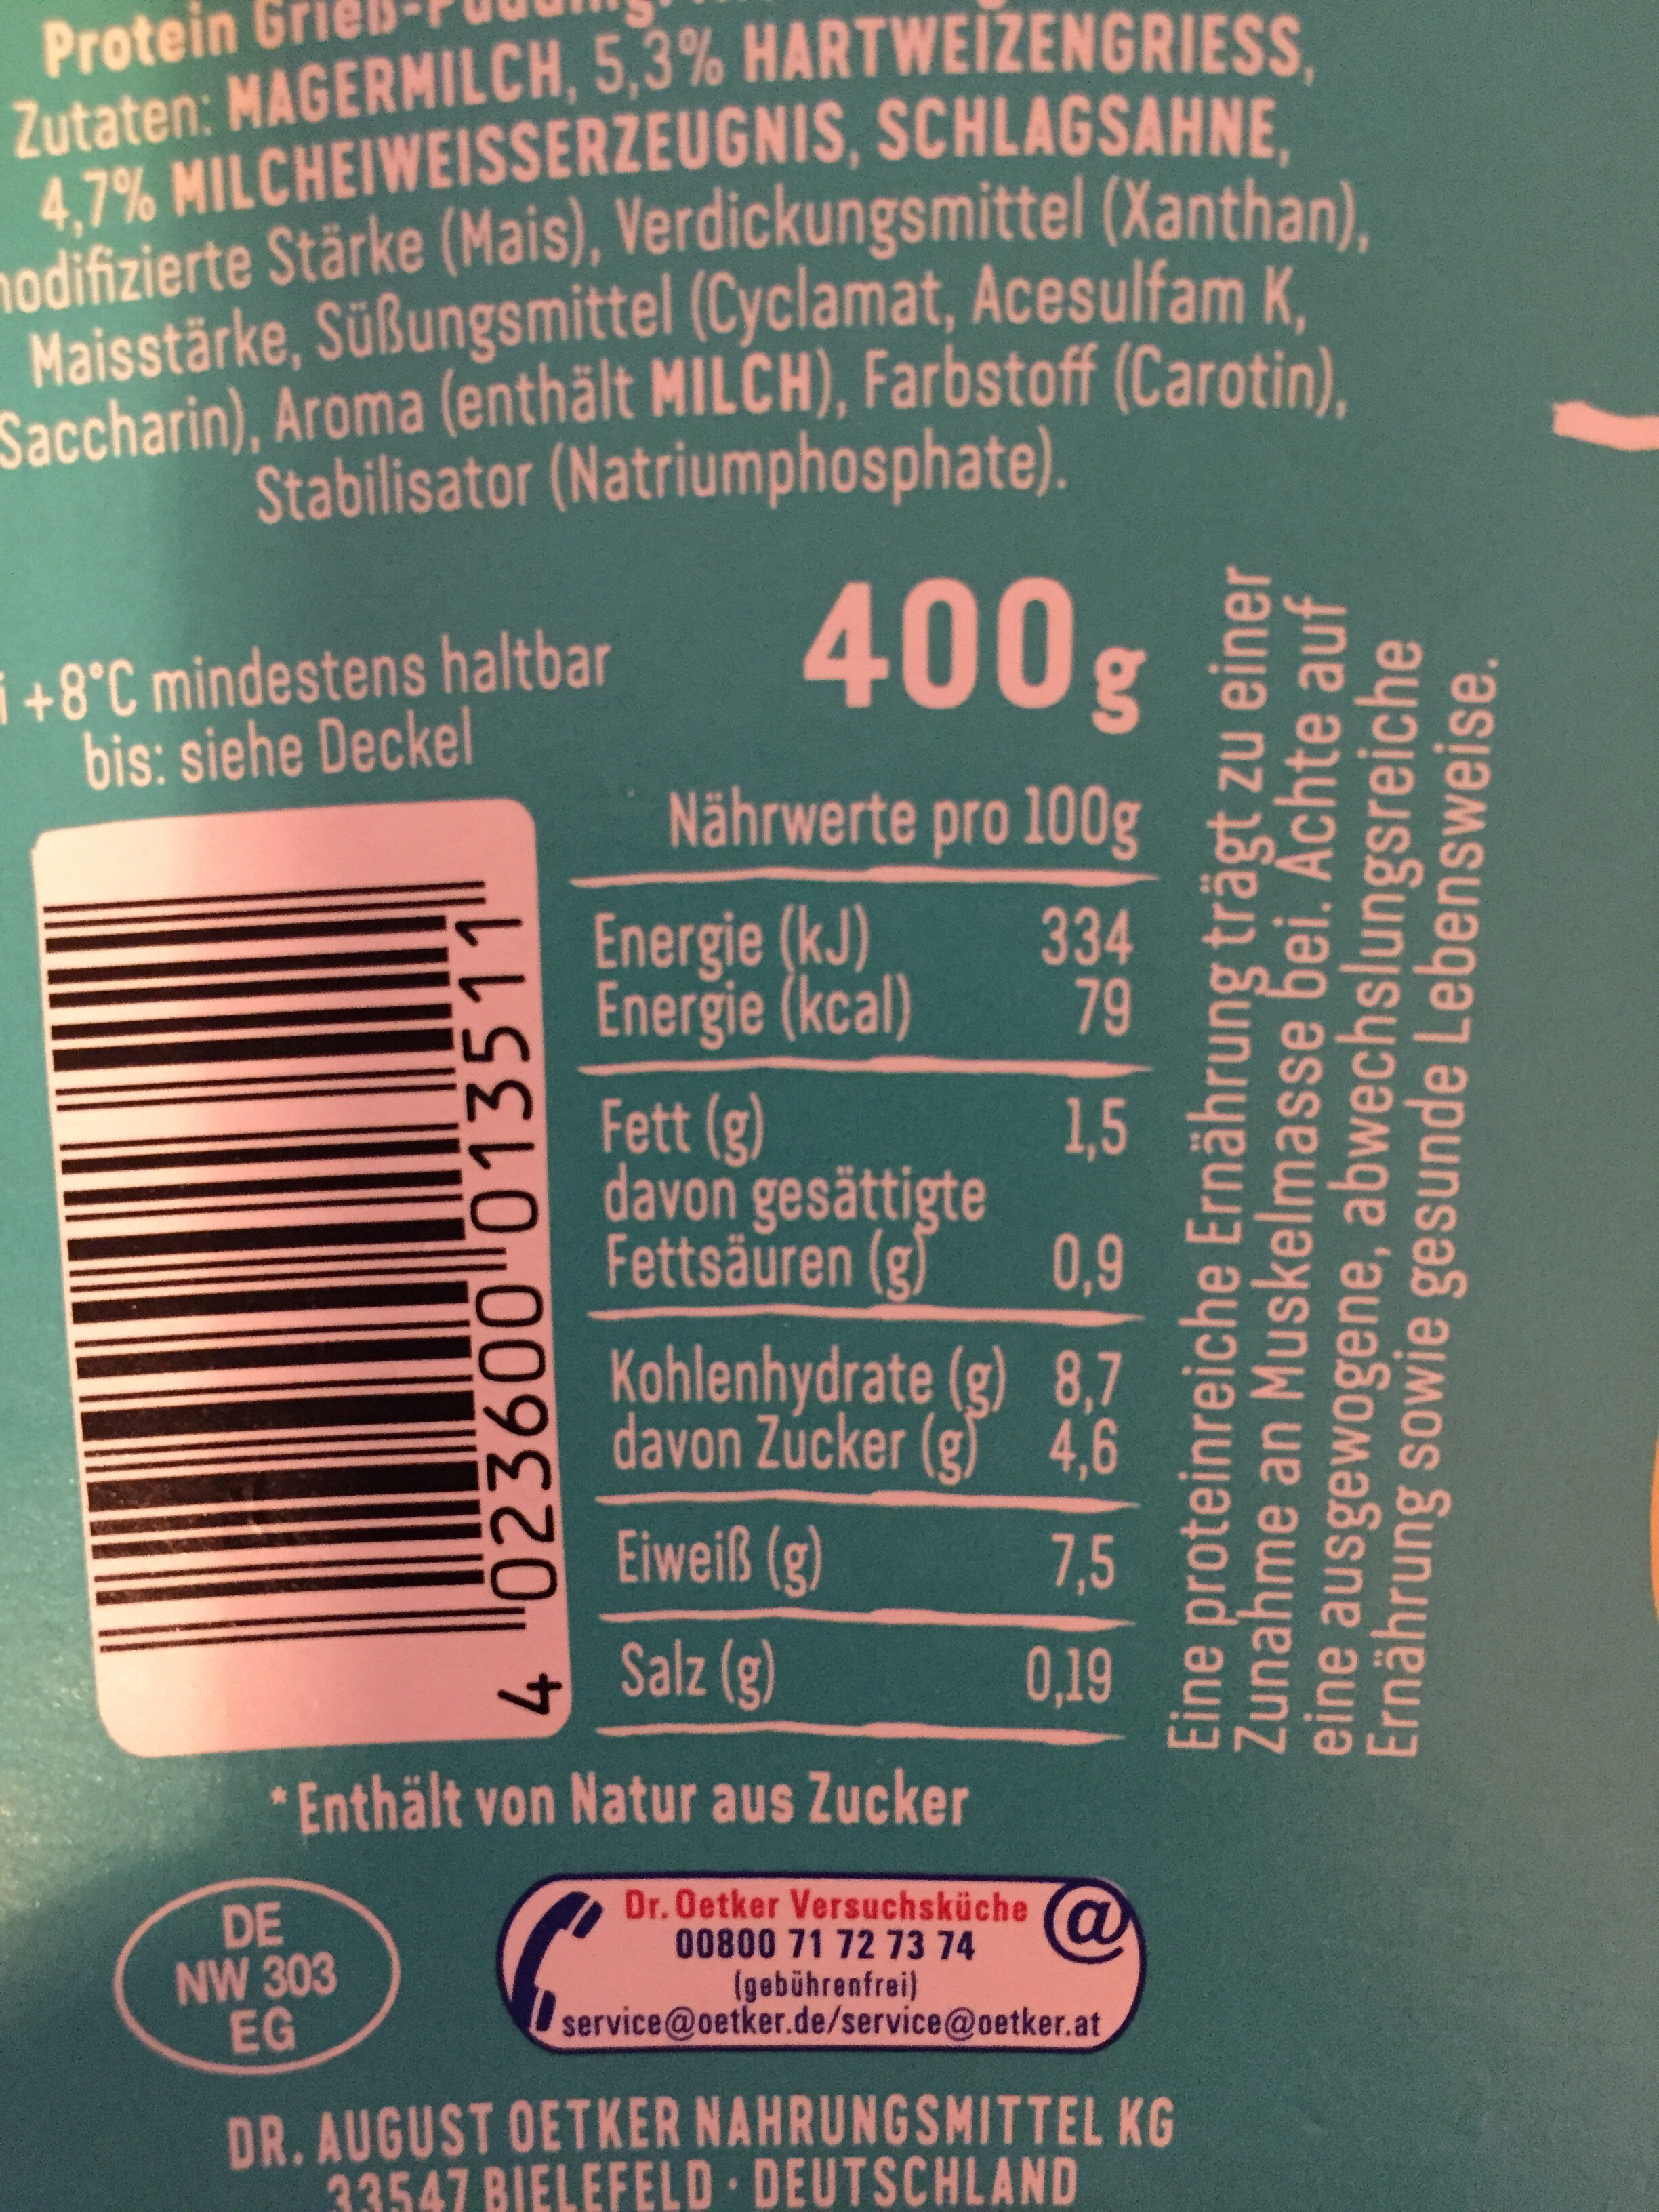 Protein Grieß-Pudding
Zutaten: MAGERMILCH, 5,3% HARTWEIZENGRIESS,
4,7% MILCHEIWEISSERZEUGNIS, SCHLAGSAHNE,
modifizierte Stärke (Mais), Verdickungsmittel (Xanthan),
Maisstärke, Süßungsmittel (Cyclamat, Acesulfam K,
Saccharin), Aroma (enthält MILCH), Farbstoff (Carotin),
Stabilisator (Natriumphosphate).
+8°C mindestens haltbar
bis: siehe Deckel
400g
Nährwerte pro 100g
Energie (kJ) 334
Energie (kcal) 79
Fett (g) 1,5
davon gesättigte
Fettsäuren (g) 0,9
Kohlenhydrate (g) 8,7
davon Zucker (g) 4,6
Eiweiß (g) 7,5
Salz (g) 0,19
4 023600 013511
Eine proteinreiche Ernährung trägt zu einer
Zunahme an Muskelmasse bei. Achte auf
eine ausgewogene, abwechslungsreiche
Ernährung sowie gesunde Lebensweise.
*Enthält von Natur aus Zucker
DE
NW 303
EG
Dr. Oetker Versuchsküche
@
00800 71 72 73 74
(gebührenfrei)
service@oetker.de/service@oetker.at
DR. AUGUST OETKER NAHRUNGSMITTEL KG
33547 BIELEFELD · DEUTSCHLAND